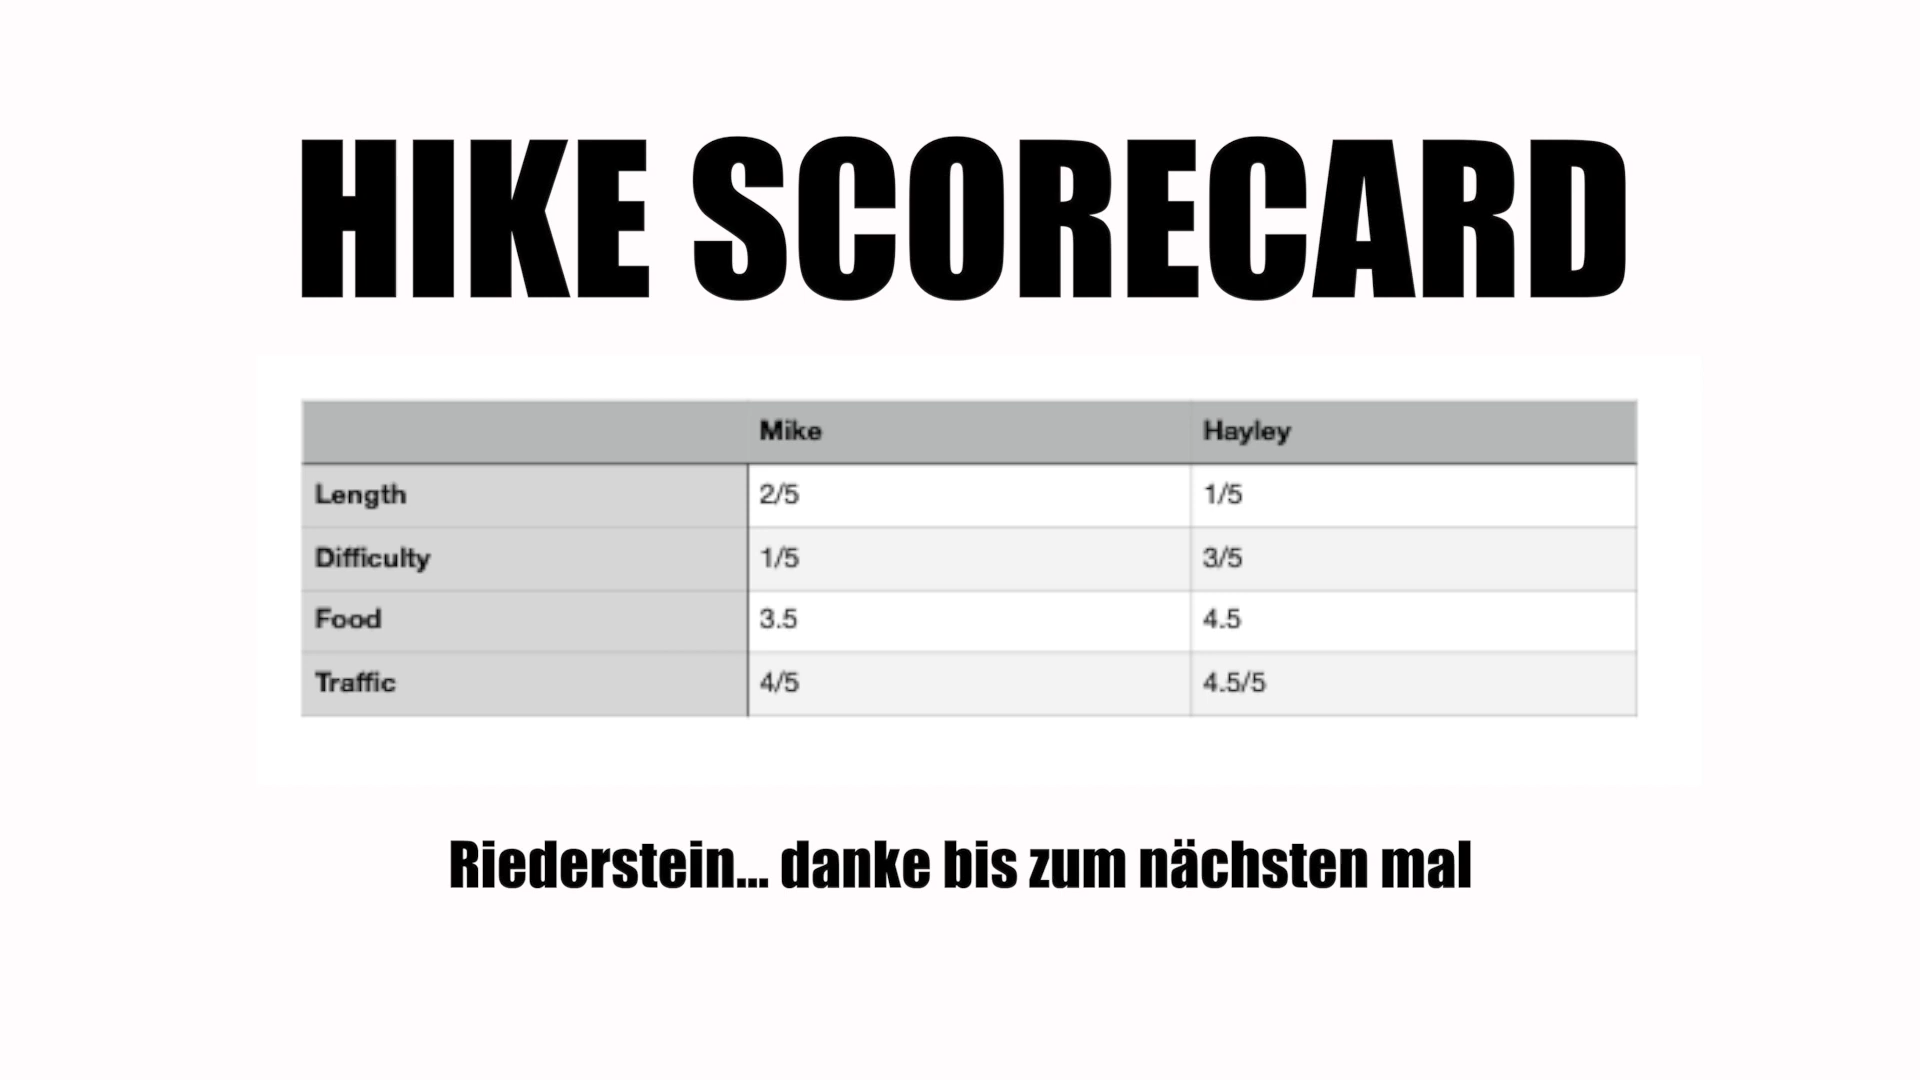 HIKE SCORECARD
Mike Hayley
Length 2/5 1/5
Difficulty 1/5 3/5
Food 3.5 4.5
Traffic 4/5 4.5/5
Riederstein... danke bis zum nächsten mal